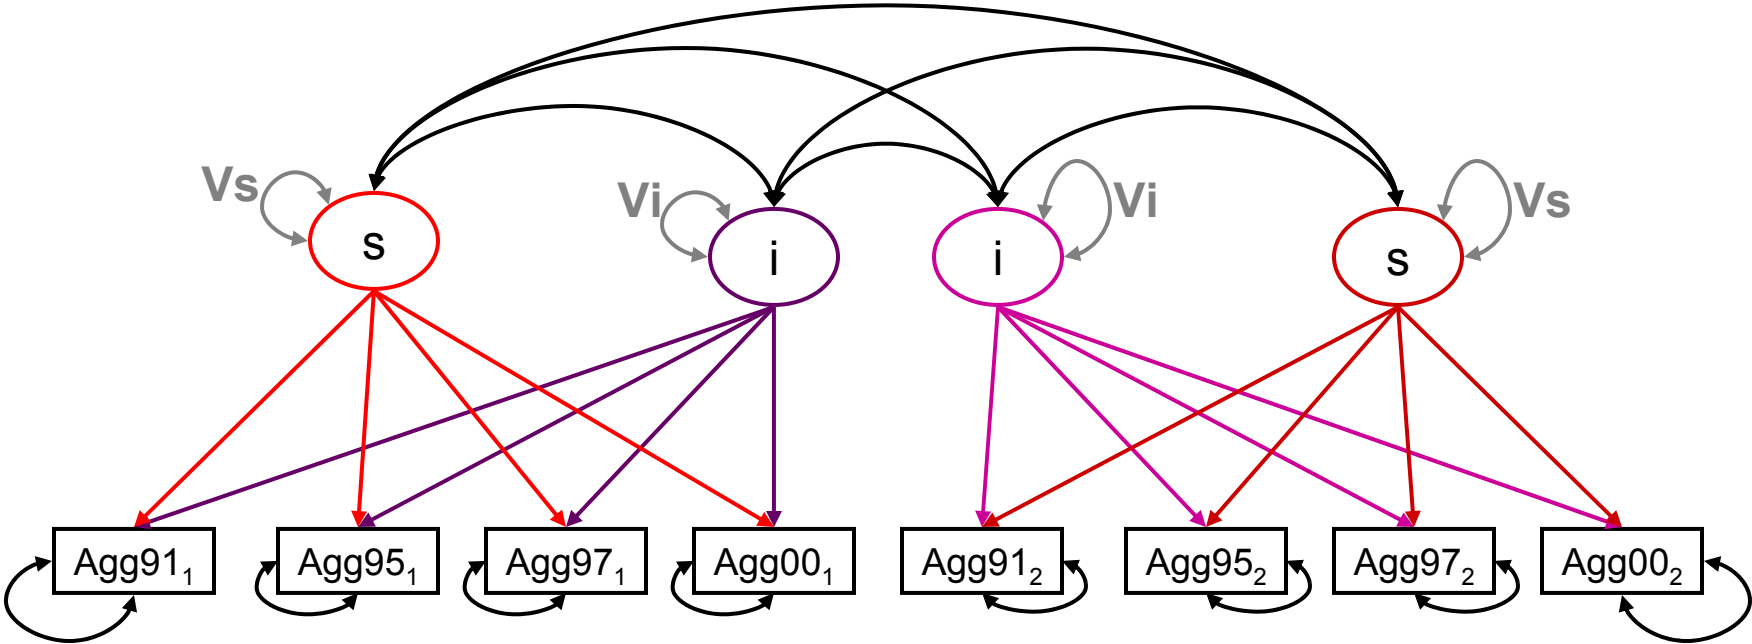 Vs Vi Vi Vs
s i i s
Agg91₁ Agg95₁ Agg97₁ Agg00₁ Agg91₂ Agg95₂ Agg97₂ Agg00₂